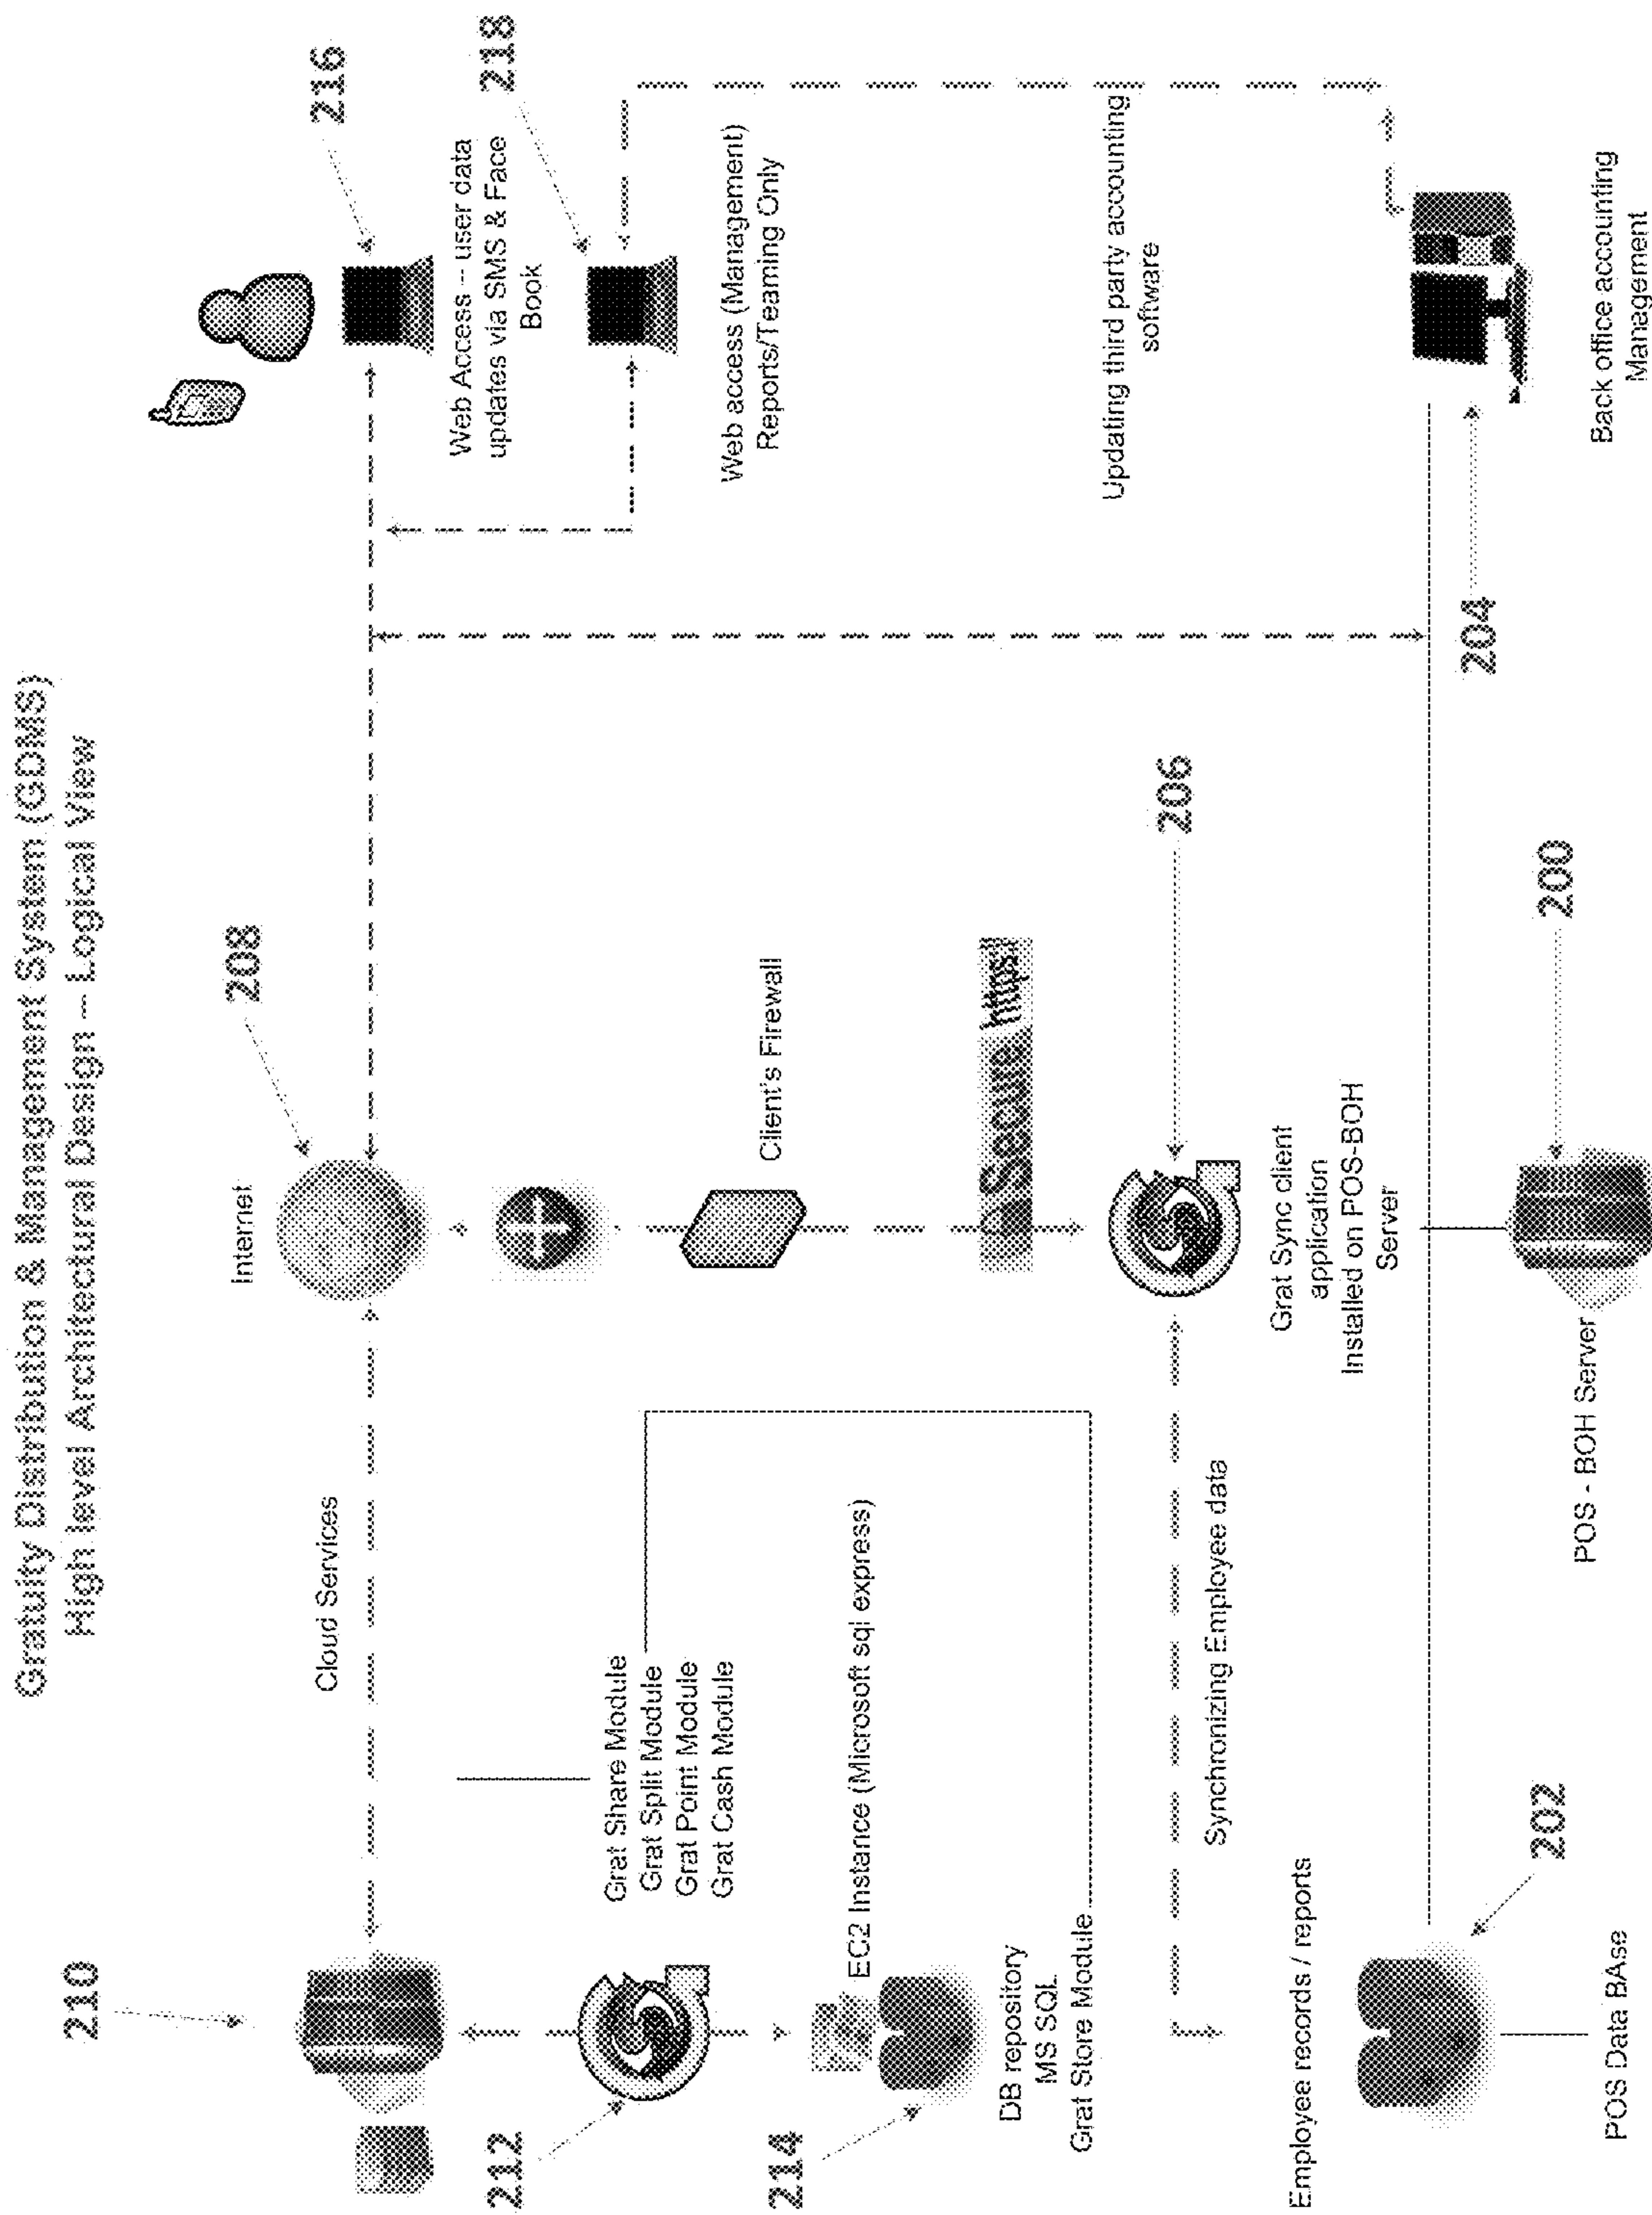 Gratuity Distribution & Management System (GDMS)
High level Architectural Design -- Logical View
210
Cloud Services
Internet
208
216
Web Access -- user data
updates via SMS & Face
Book
218
Web access (Management)
Reports/Teaming Only
212
Grat Share Module
Grat Split Module
Grat Point Module
Grat Cash Module
Client's Firewall
214
EC2 Instance (Microsoft sql express)
DB repository
MS SQL
Grat Store Module
Secure https:
Updating third party accounting
software
206
Synchronizing Employee data
Grat Sync client
application
Installed on POS-BOH
Server
Employee records / reports
202
POS Data BAse
POS - BOH Server
200
204
Back office accounting
Management